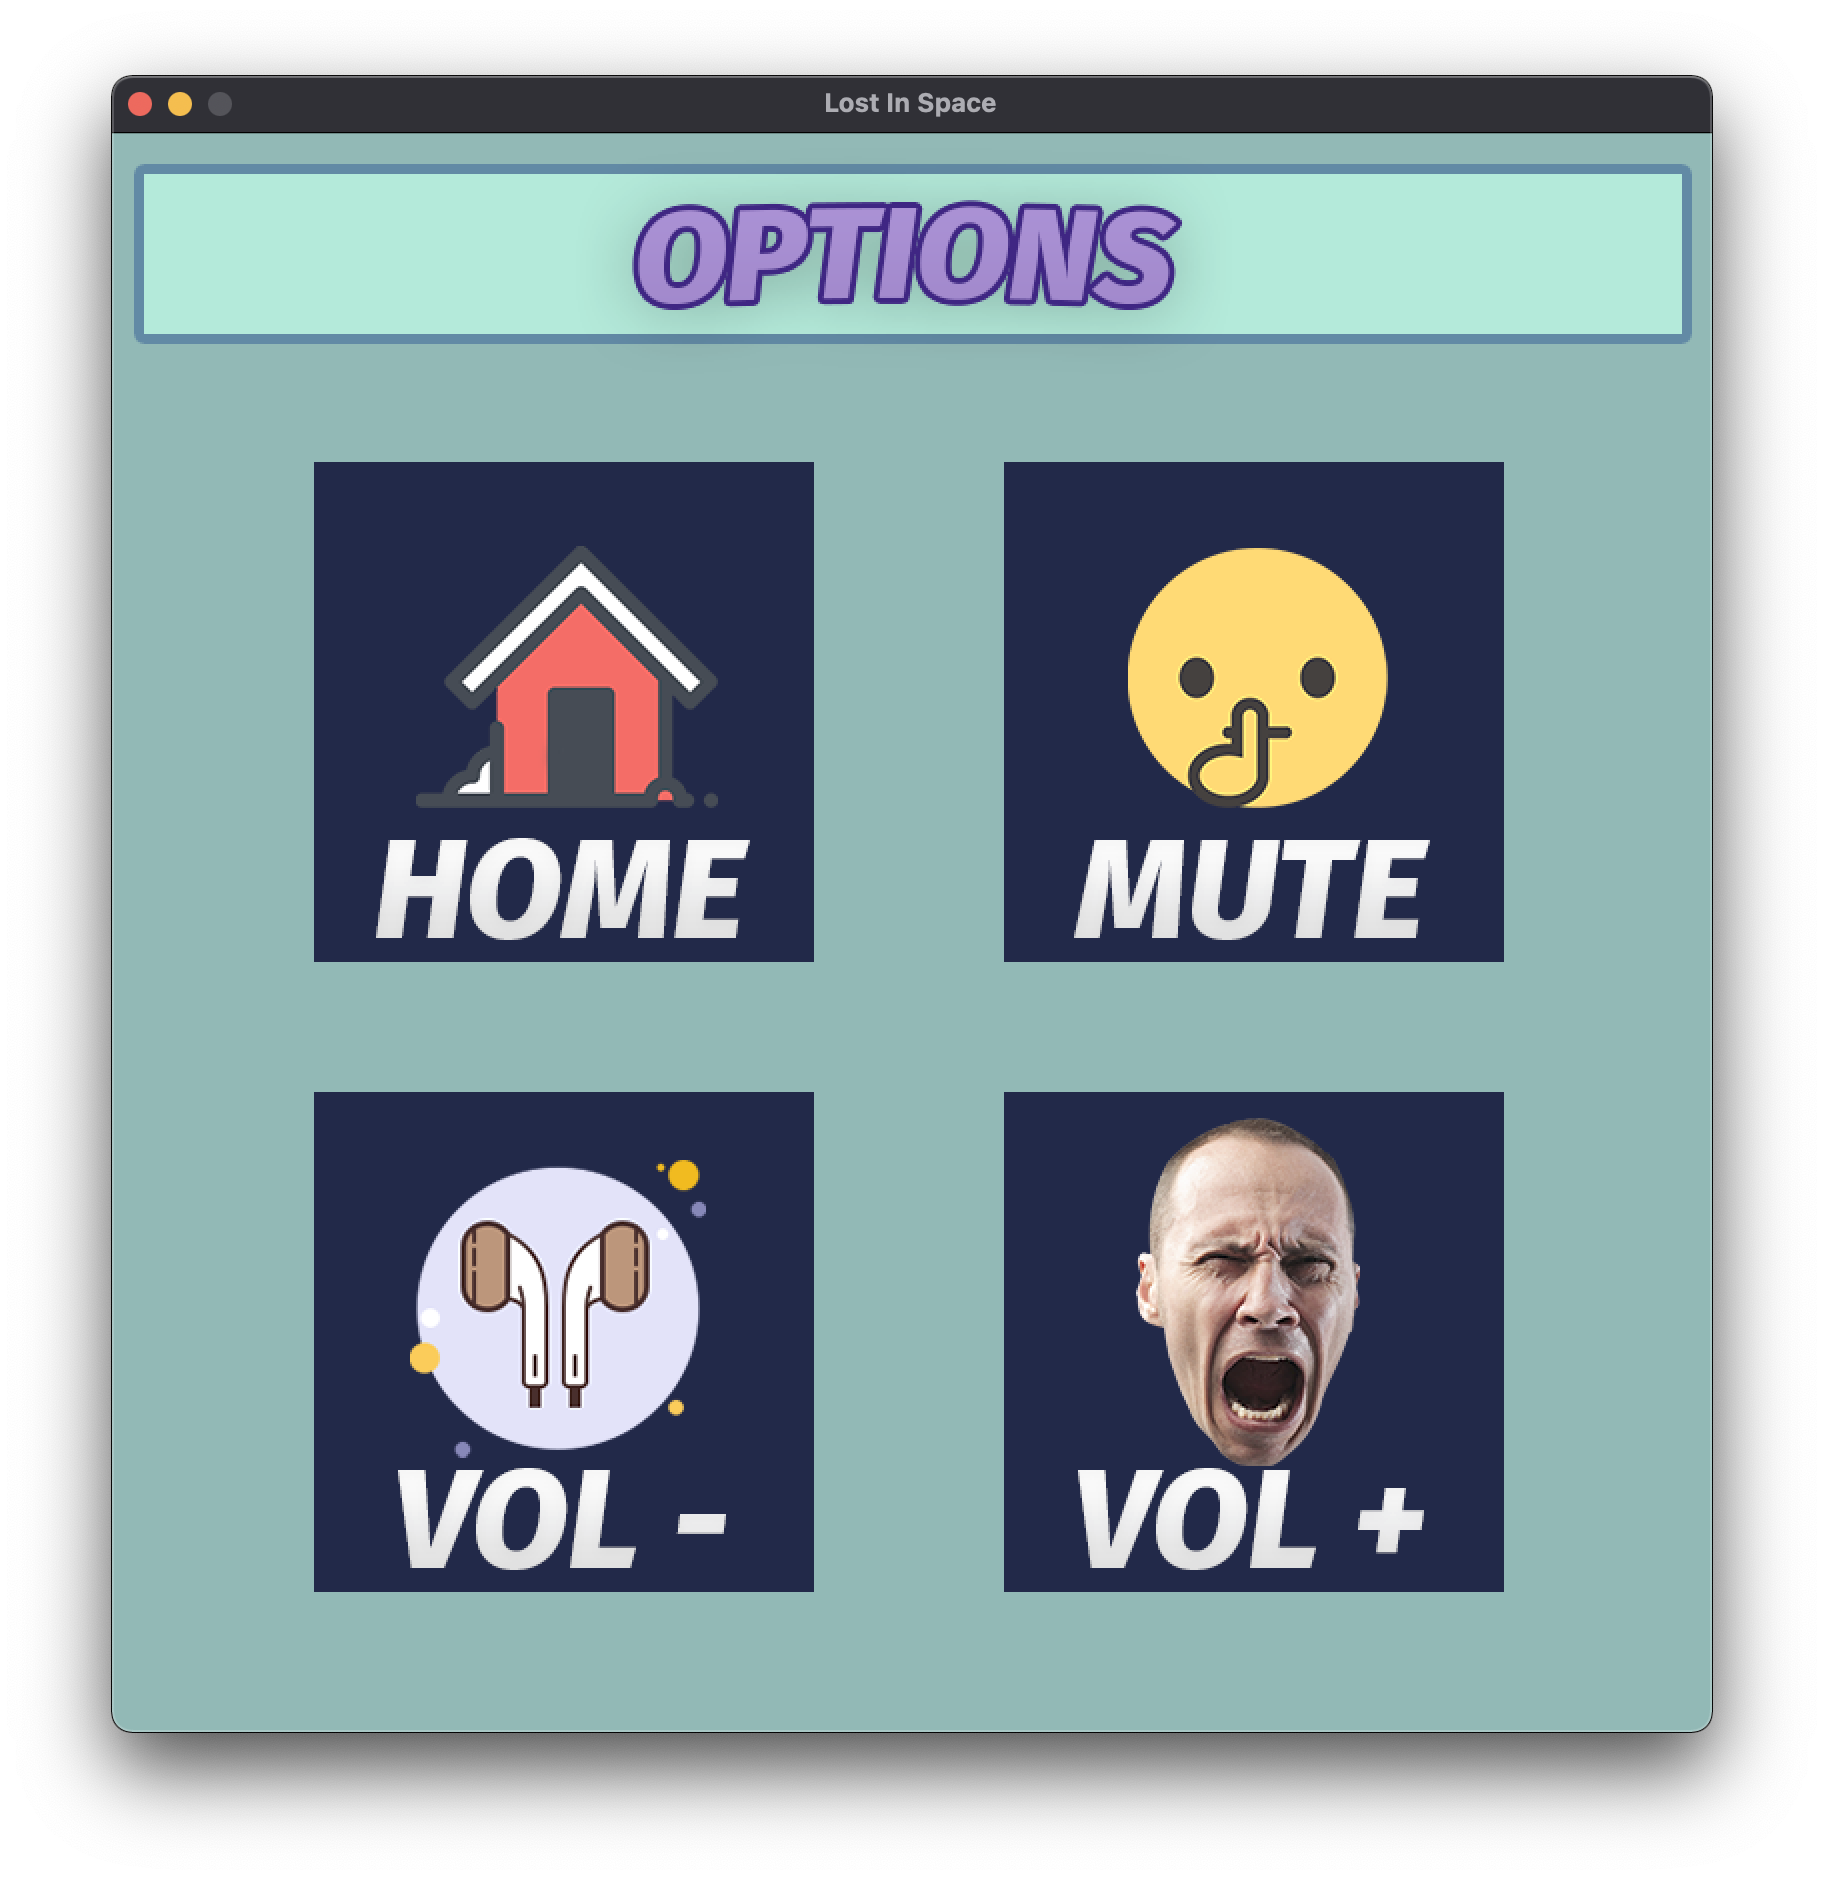 Lost In Space
OPTIONS
HOME
MUTE
VOL -
VOL +